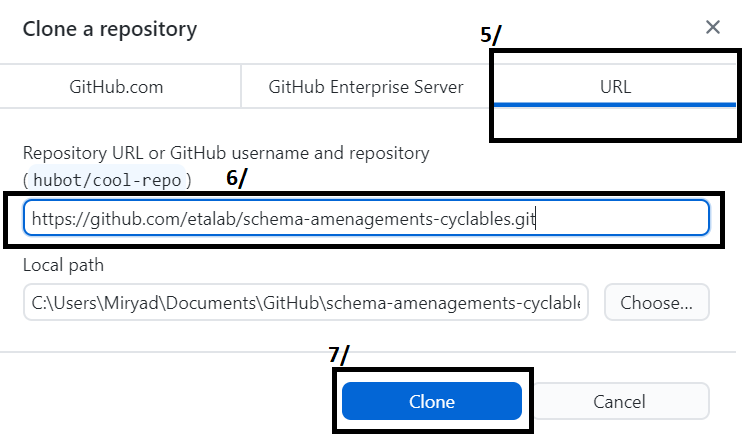 Clone a repository
5/
GitHub.com
GitHub Enterprise Server
URL
Repository URL or GitHub username and repository
(hubot/cool-repo)
6/
https://github.com/etalab/schema-amenagements-cyclables.git
Local path
C:\Users\Miryad\Documents\GitHub\schema-amenagements-cyclable
Choose...
7/
Clone
Cancel